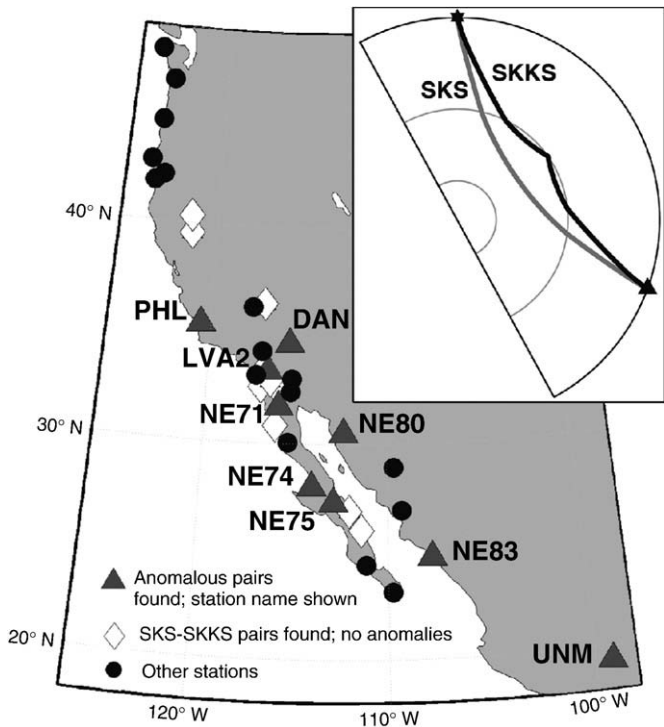 SKKS
SKS
40° N
PHL
DAN
LVA2
NE71
NE80
30° N
NE74
NE75
NE83
Anomalous pairs
found; station name shown
SKS-SKKS pairs found; no anomalies
UNM
20° N
Other stations
120° W
110° W
100° W